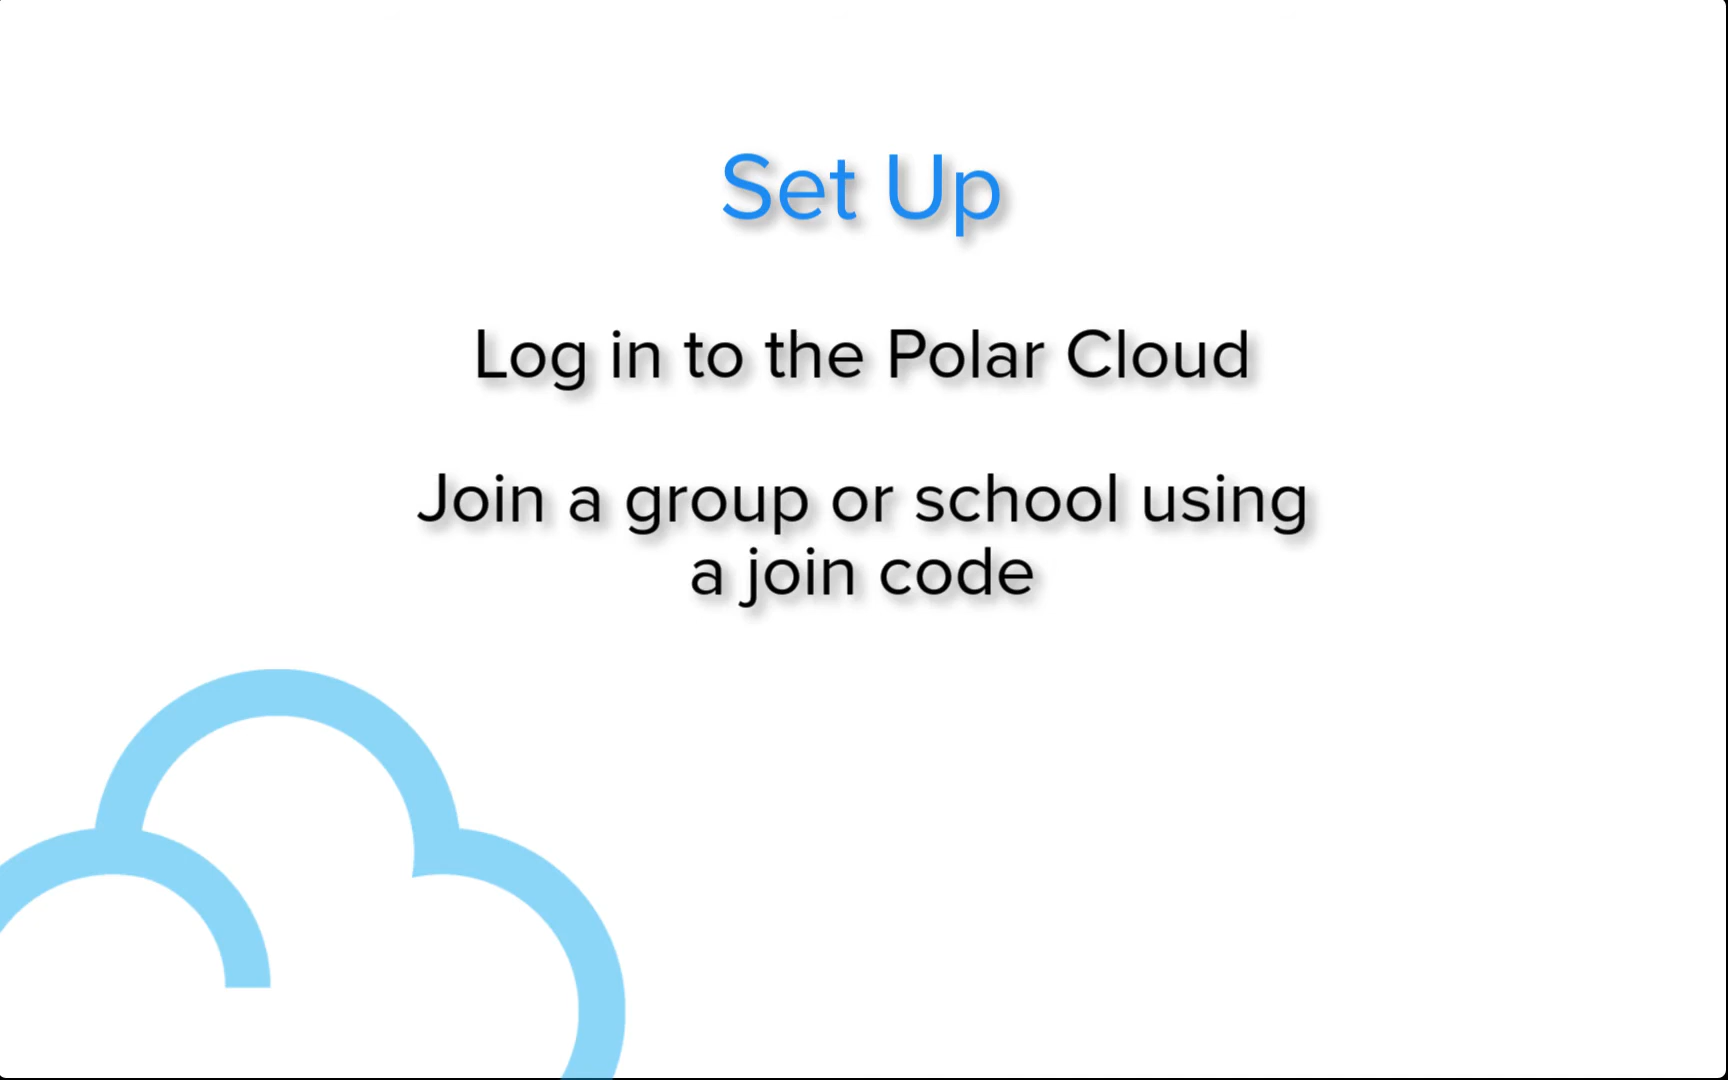 Set Up
Log in to the Polar Cloud
Join a group or school using
a join code